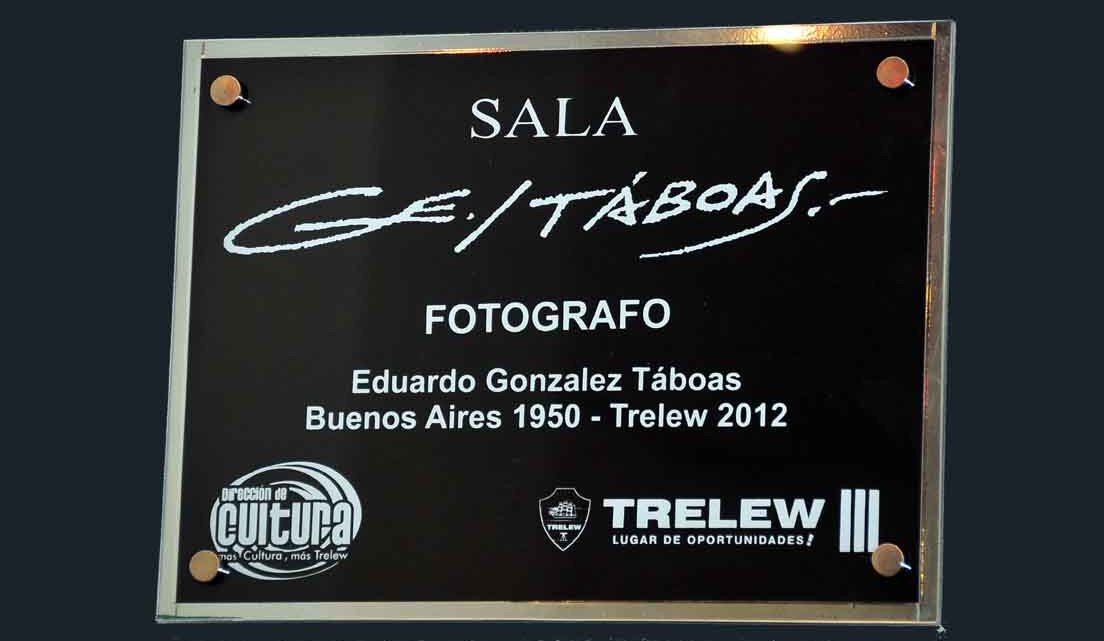 SALA
GE./TÁBOAS.-
FOTOGRAFO
Eduardo Gonzalez Táboas
Buenos Aires 1950 - Trelew 2012
Dirección de
Cultura
más Cultura, más Trelew
TRELEW
TRELEW
LUGAR DE OPORTUNIDADES!